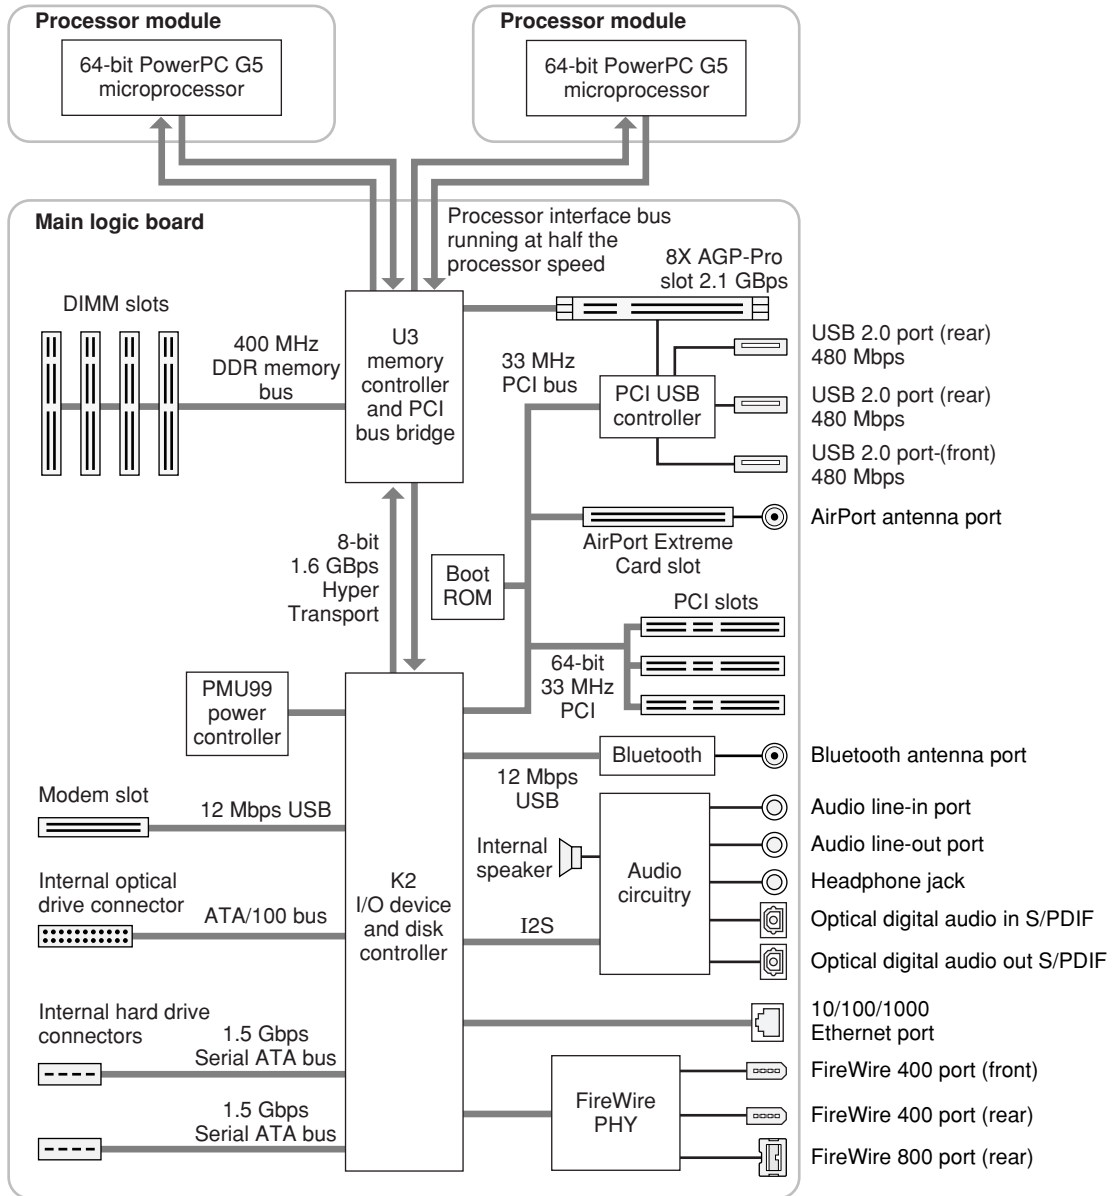 Processor module
64-bit PowerPC G5
microprocessor
Processor module
64-bit PowerPC G5
microprocessor
Main logic board
Processor interface bus
running at half the
processor speed
8X AGP-Pro
slot 2.1 GBps
DIMM slots
400 MHz
DDR memory
bus
U3
memory
controller
and PCI
bus bridge
33 MHz
PCI bus
PCI USB
controller
USB 2.0 port (rear)
480 Mbps
USB 2.0 port (rear)
480 Mbps
USB 2.0 port-(front)
480 Mbps
AirPort antenna port
AirPort Extreme
Card slot
8-bit
1.6 GBps
Hyper
Transport
Boot
ROM
PCI slots
64-bit
33 MHz
PCI
PMU99
power
controller
Bluetooth
Bluetooth antenna port
12 Mbps
USB
Modem slot
12 Mbps USB
Audio line-in port
Audio line-out port
Internal
speaker
Audio
circuitry
Headphone jack
Internal optical
drive connector
ATA/100 bus
K2
I/O device
and disk
controller
I2S
Optical digital audio in S/PDIF
Optical digital audio out S/PDIF
Internal hard drive
connectors
1.5 Gbps
Serial ATA bus
10/100/1000
Ethernet port
FireWire
PHY
FireWire 400 port (front)
1.5 Gbps
Serial ATA bus
FireWire 400 port (rear)
FireWire 800 port (rear)